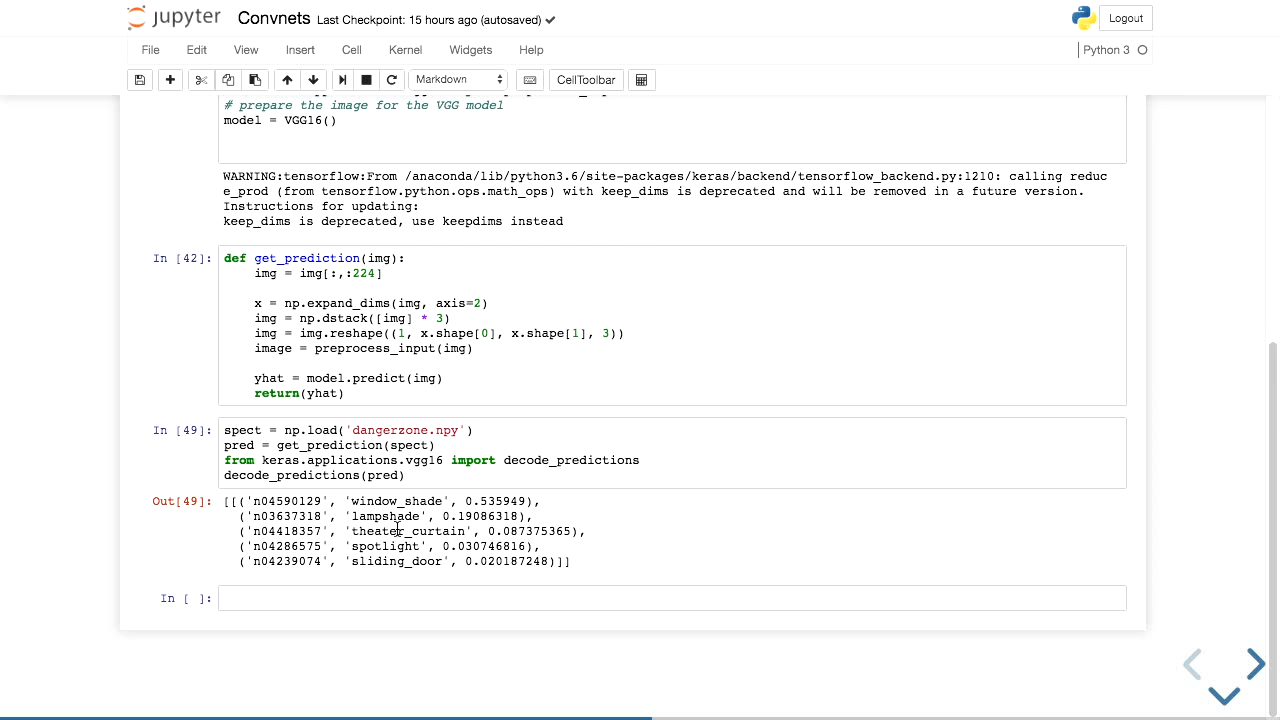 jupyter Convnets Last Checkpoint: 15 hours ago (autosaved) Logout
File Edit View Insert Cell Kernel Widgets Help Python 3
Markdown CellToolbar
# prepare the image for the VGG model
model = VGG16()
WARNING:tensorflow:From /anaconda/lib/python3.6/site-packages/keras/backend/tensorflow_backend.py:1210: calling reduc
e_prod (from tensorflow.python.ops.math_ops) with keep_dims is deprecated and will be removed in a future version.
Instructions for updating:
keep_dims is deprecated, use keepdims instead
In [42]: def get_prediction(img):
img = img[:,:224]
x = np.expand_dims(img, axis=2)
img = np.dstack([img] * 3)
img = img.reshape((1, x.shape[0], x.shape[1], 3))
image = preprocess_input(img)
yhat = model.predict(img)
return(yhat)
In [49]: spect = np.load('dangerzone.npy')
pred = get_prediction(spect)
from keras.applications.vgg16 import decode_predictions
decode_predictions(pred)
Out[49]: [[('n04590129', 'window_shade', 0.535949),
('n03637318', 'lampshade', 0.19086318),
('n04418357', 'theater_curtain', 0.087375365),
('n04286575', 'spotlight', 0.030746816),
('n04239074', 'sliding_door', 0.020187248)]]
In [ ]: